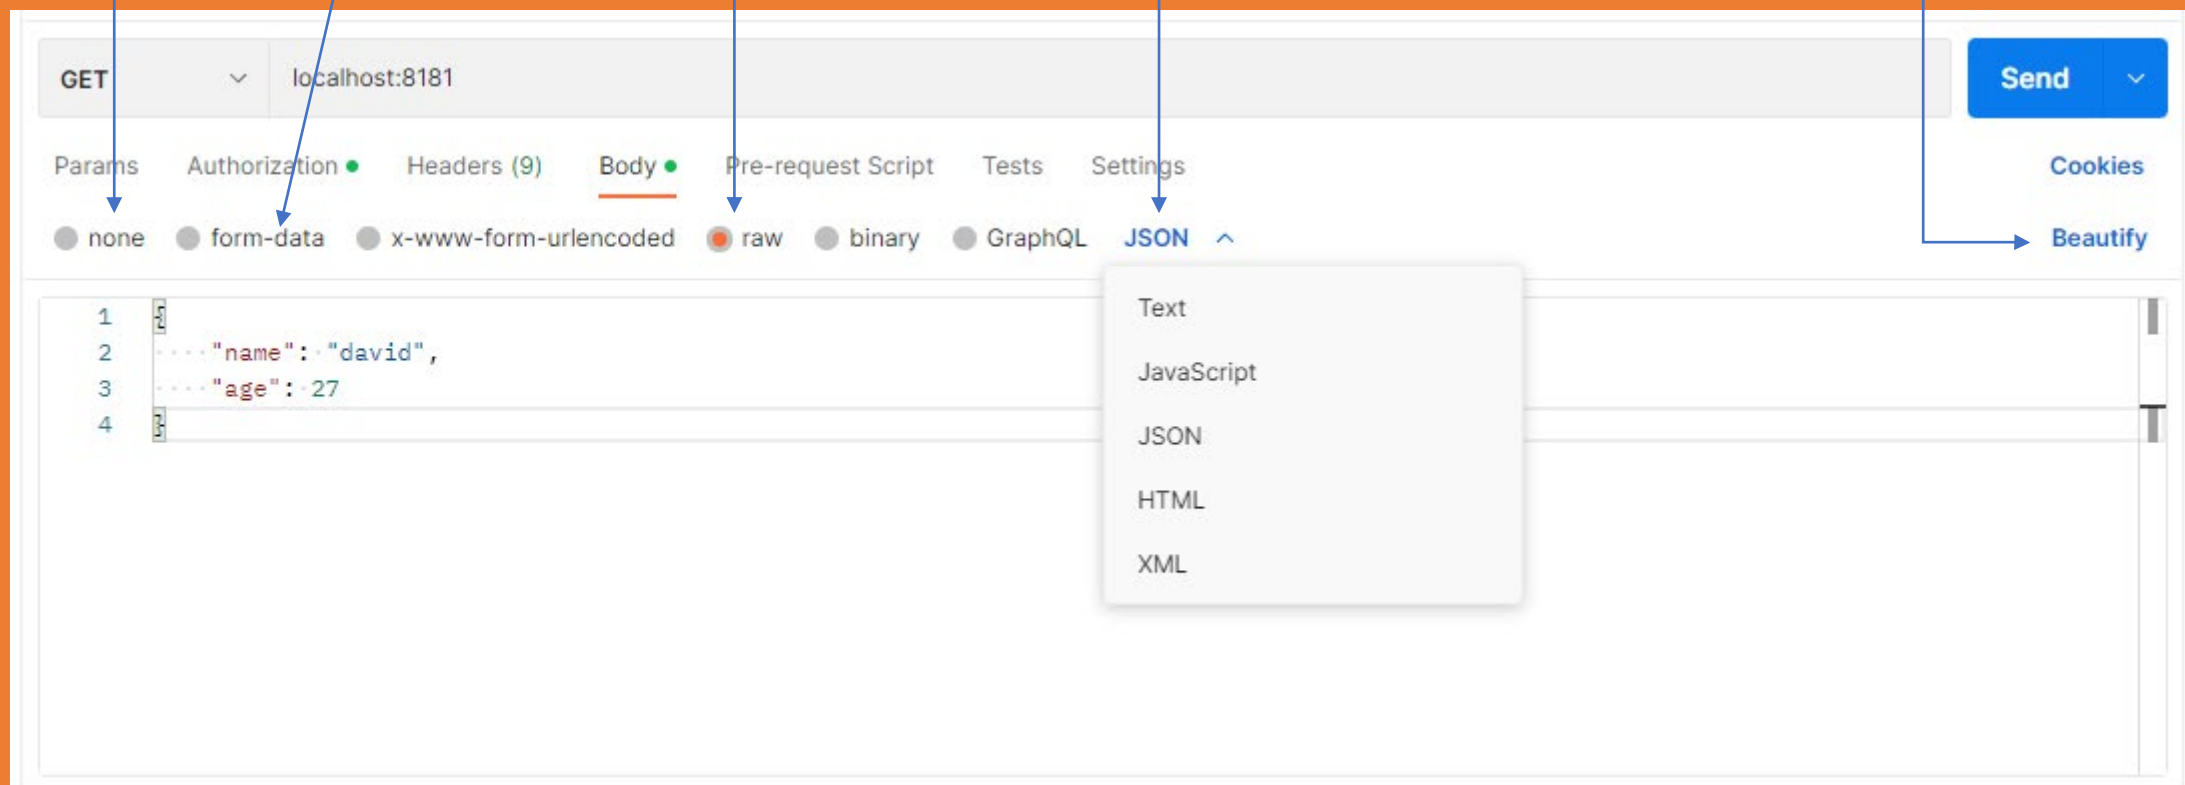 GET localhost:8181 Send
Params Authorization Headers (9) Body Pre-request Script Tests Settings Cookies
none form-data x-www-form-urlencoded raw binary GraphQL JSON Beautify
1 {
2 "name": "david",
3 "age": 27
4 }
Text
JavaScript
JSON
HTML
XML